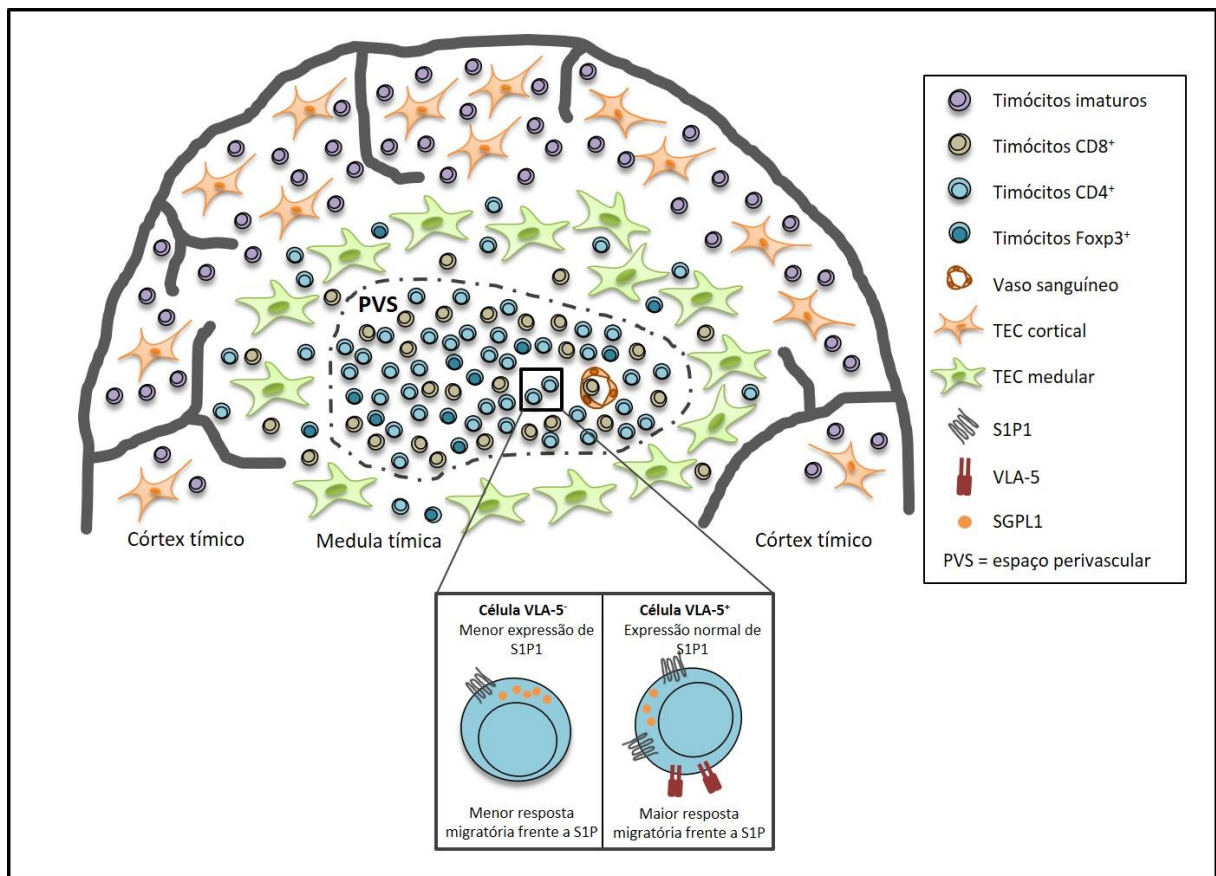 PVS
Córtex tímico
Medula tímica
Córtex tímico
Célula VLA-5⁻
Menor expressão de
S1P1
Menor resposta
migratória frente a S1P
Célula VLA-5⁺
Expressão normal de
S1P1
Maior resposta
migratória frente a S1P
Timócitos imaturos
Timócitos CD8⁺
Timócitos CD4⁺
Timócitos Foxp3⁺
Vaso sanguíneo
TEC cortical
TEC medular
S1P1
VLA-5
SGPL1
PVS = espaço perivascular